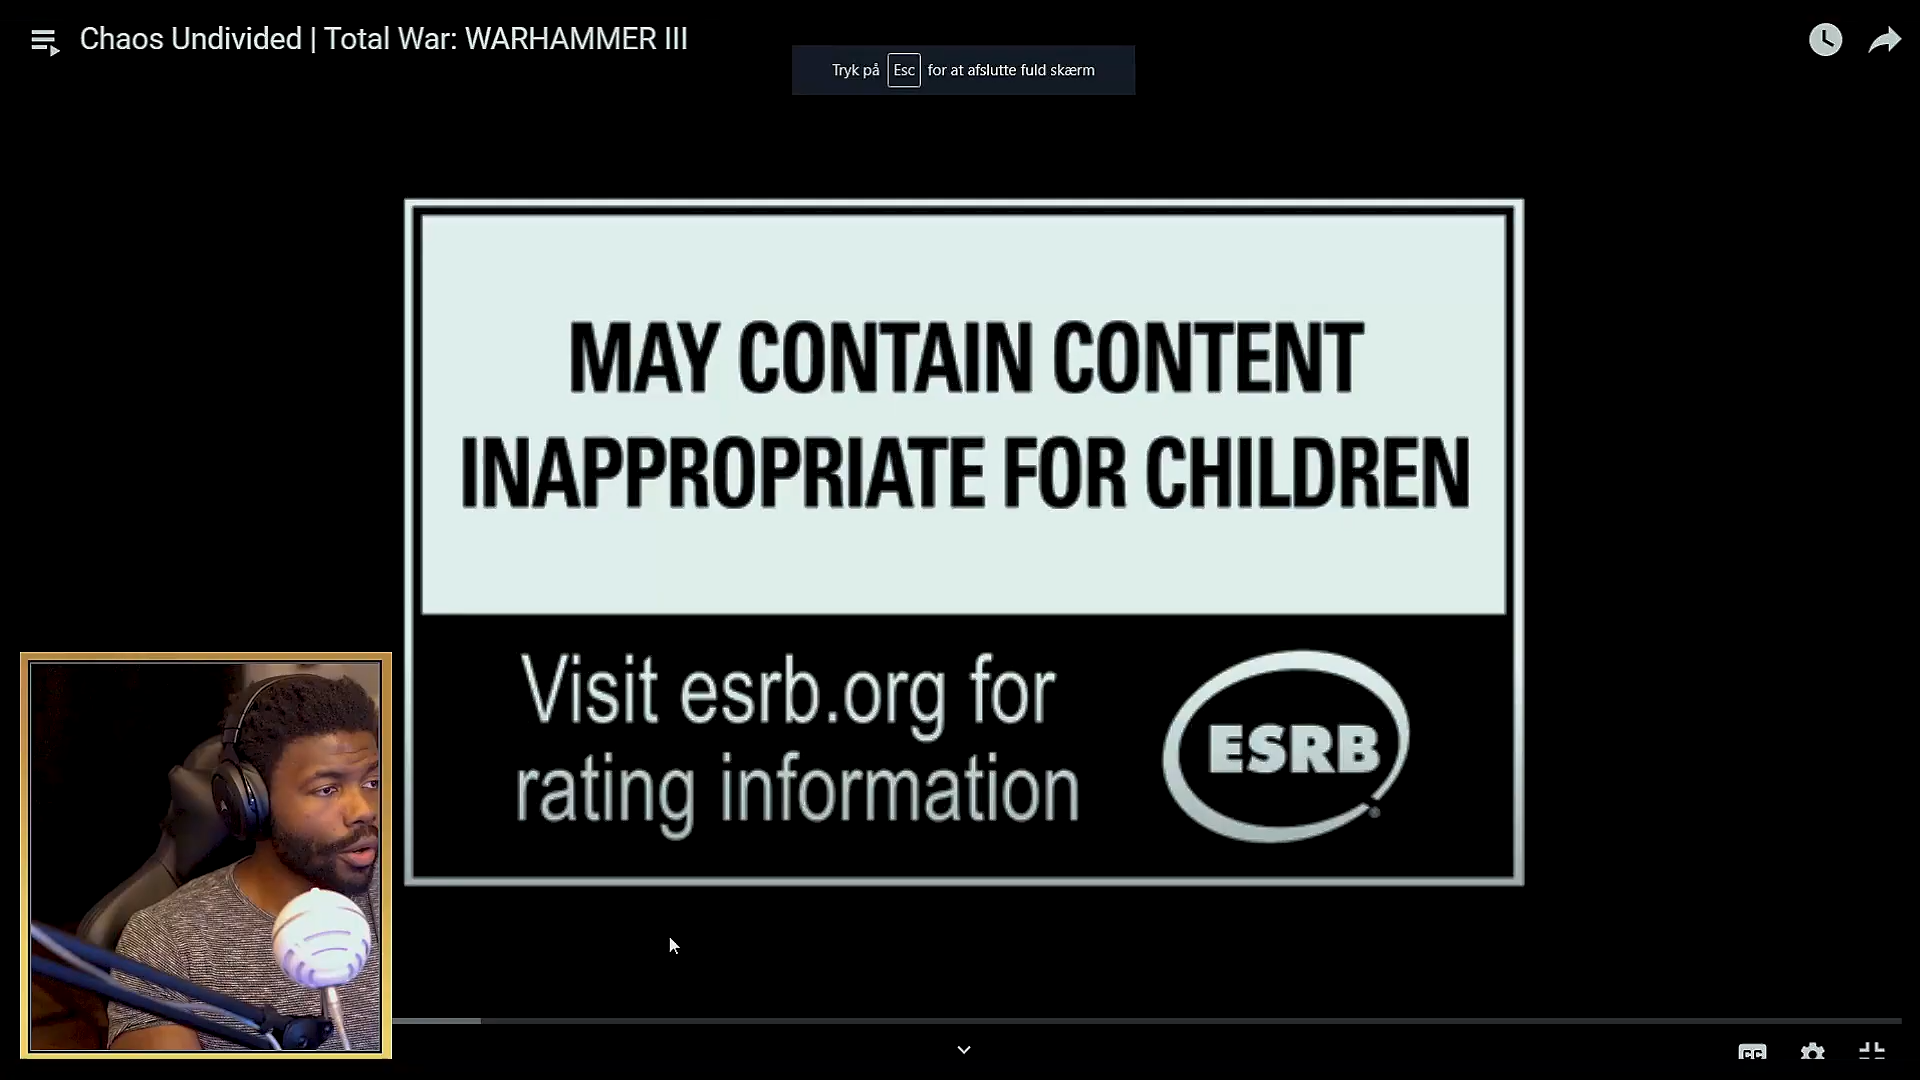 Chaos Undivided | Total War: WARHAMMER III
Tryk på Esc for at afslutte fuld skærm
MAY CONTAIN CONTENT
INAPPROPRIATE FOR CHILDREN
Visit esrb.org for
rating information
ESRB
®
CC